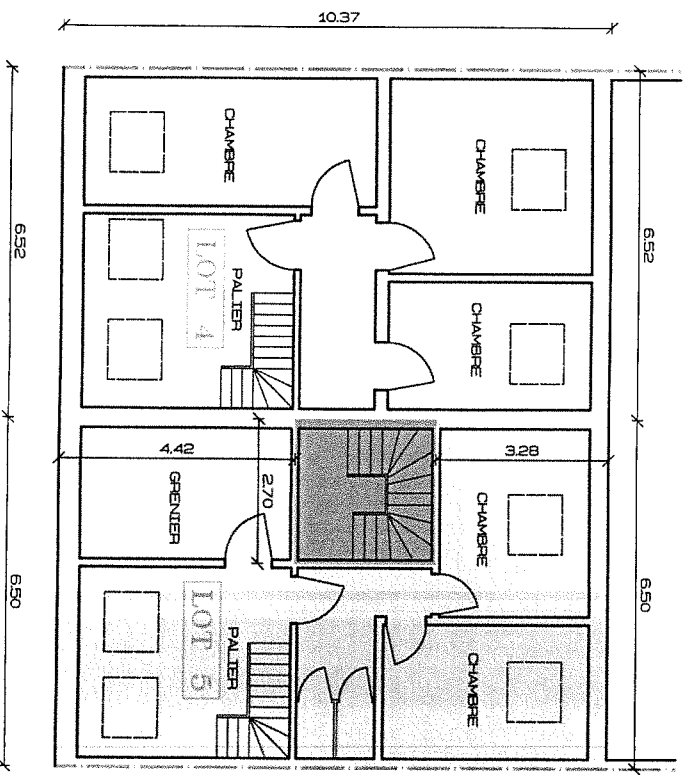 10.37
CHAMBRE
CHAMBRE
6.52
6.52
LOT 4
PALIER
CHAMBRE
4.42
2.70
3.28
GRENIER
CHAMBRE
6.50
6.50
LOT 5
PALIER
CHAMBRE